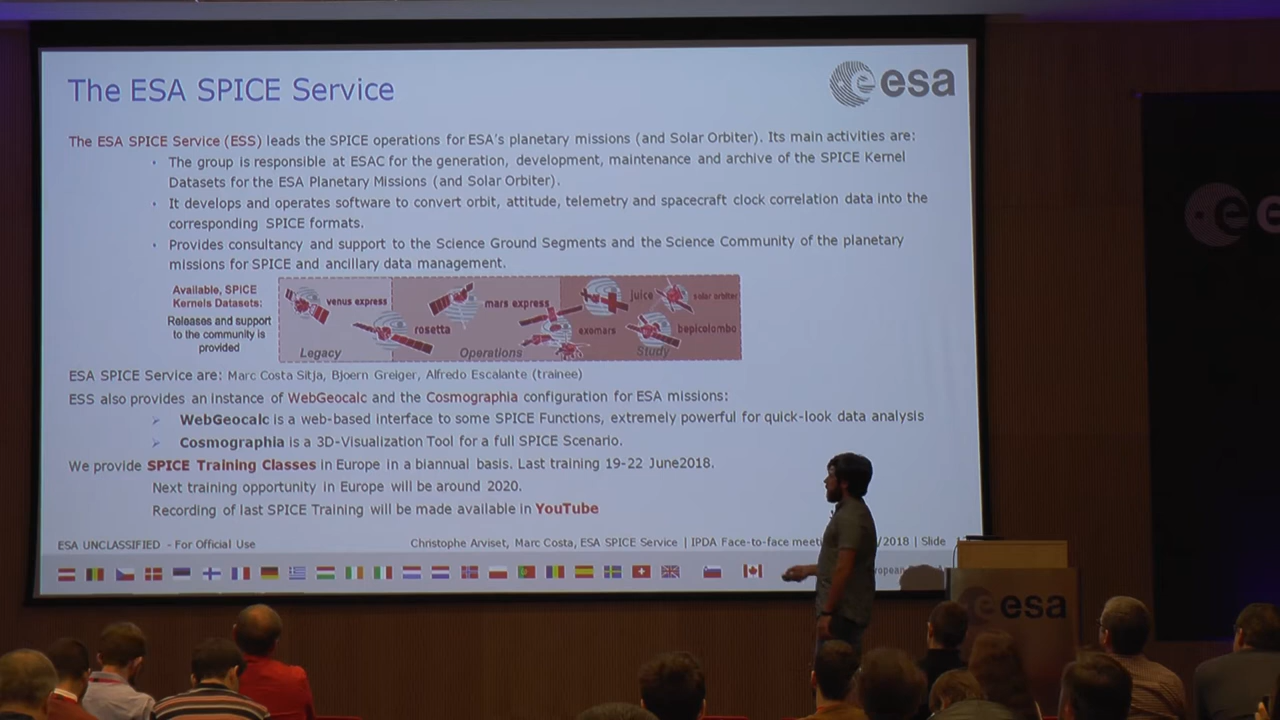 The ESA SPICE Service
esa
The ESA SPICE Service (ESS) leads the SPICE operations for ESA's planetary missions (and Solar Orbiter). Its main activities are:
· The group is responsible at ESAC for the generation, development, maintenance and archive of the SPICE Kernel
Datasets for the ESA Planetary Missions (and Solar Orbiter).
· It develops and operates software to convert orbit, attitude, telemetry and spacecraft clock correlation data into the
corresponding SPICE formats.
· Provides consultancy and support to the Science Ground Segments and the Science Community of the planetary
missions for SPICE and ancillary data management.
Available, SPICE
Kernels Datasets:
Releases and support
to the community is
provided
venus express
rosetta
Legacy
mars express
Operations
exomars
juice
solar orbiter
bepicolombo
Study
ESA SPICE Service are: Marc Costa Sitja, Bjoern Greiger, Alfredo Escalante (trainee)
ESS also provides an instance of WebGeocalc and the Cosmographia configuration for ESA missions:
WebGeocalc is a web-based interface to some SPICE Functions, extremely powerful for quick-look data analysis
Cosmographia is a 3D-Visualization Tool for a full SPICE Scenario.
We provide SPICE Training Classes in Europe in a biannual basis. Last training 19-22 June2018.
Next training opportunity in Europe will be around 2020.
Recording of last SPICE Training will be made available in YouTube
ESA UNCLASSIFIED - For Official Use
Christophe Arviset, Marc Costa, ESA SPICE Service | IPDA Face-to-face /2018 | Slide
esa